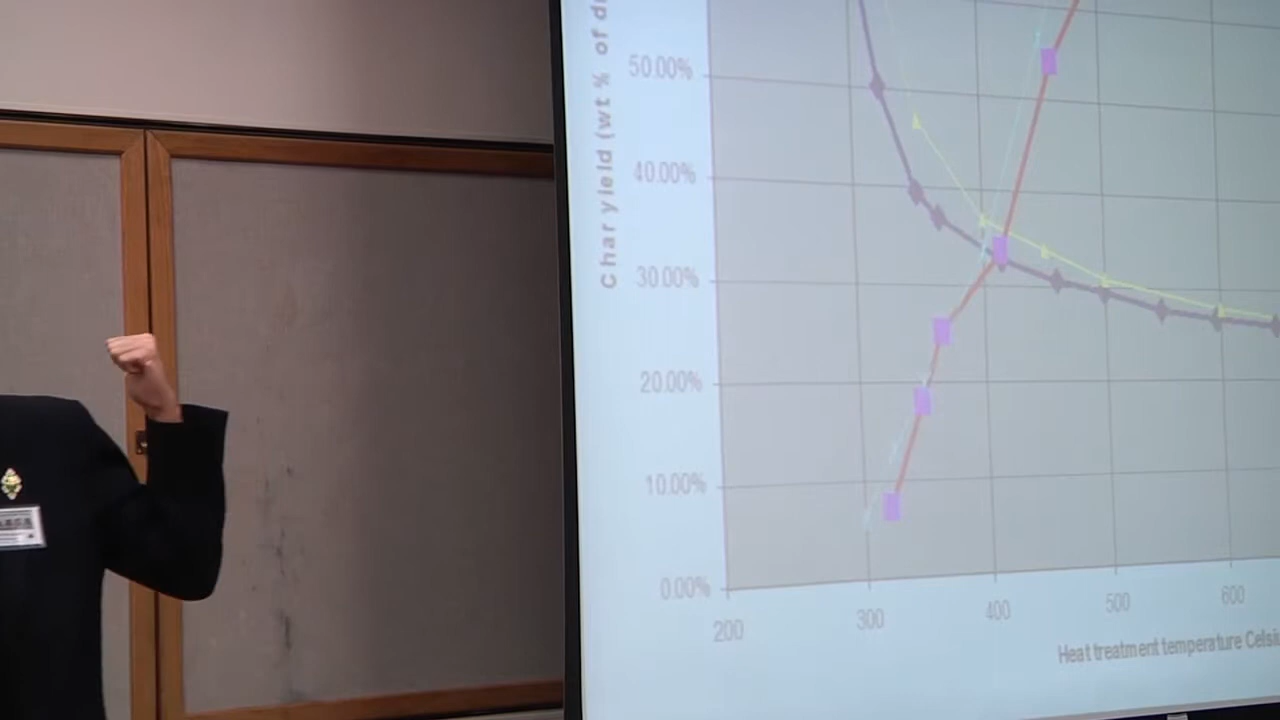 Char yield (wt % of
50.00%
40.00%
30.00%
20.00%
10.00%
0.00%
200 300 400 500 600
Heat treatment temperature Celsi